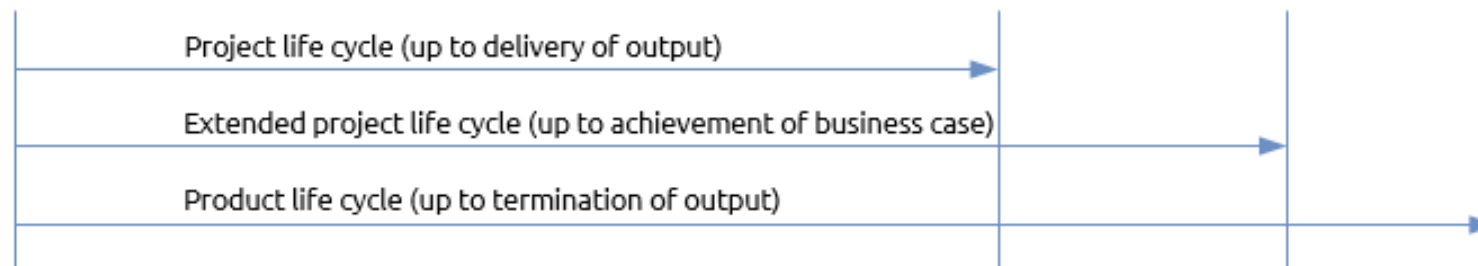 Project life cycle (up to delivery of output)
Extended project life cycle (up to achievement of business case)
Product life cycle (up to termination of output)